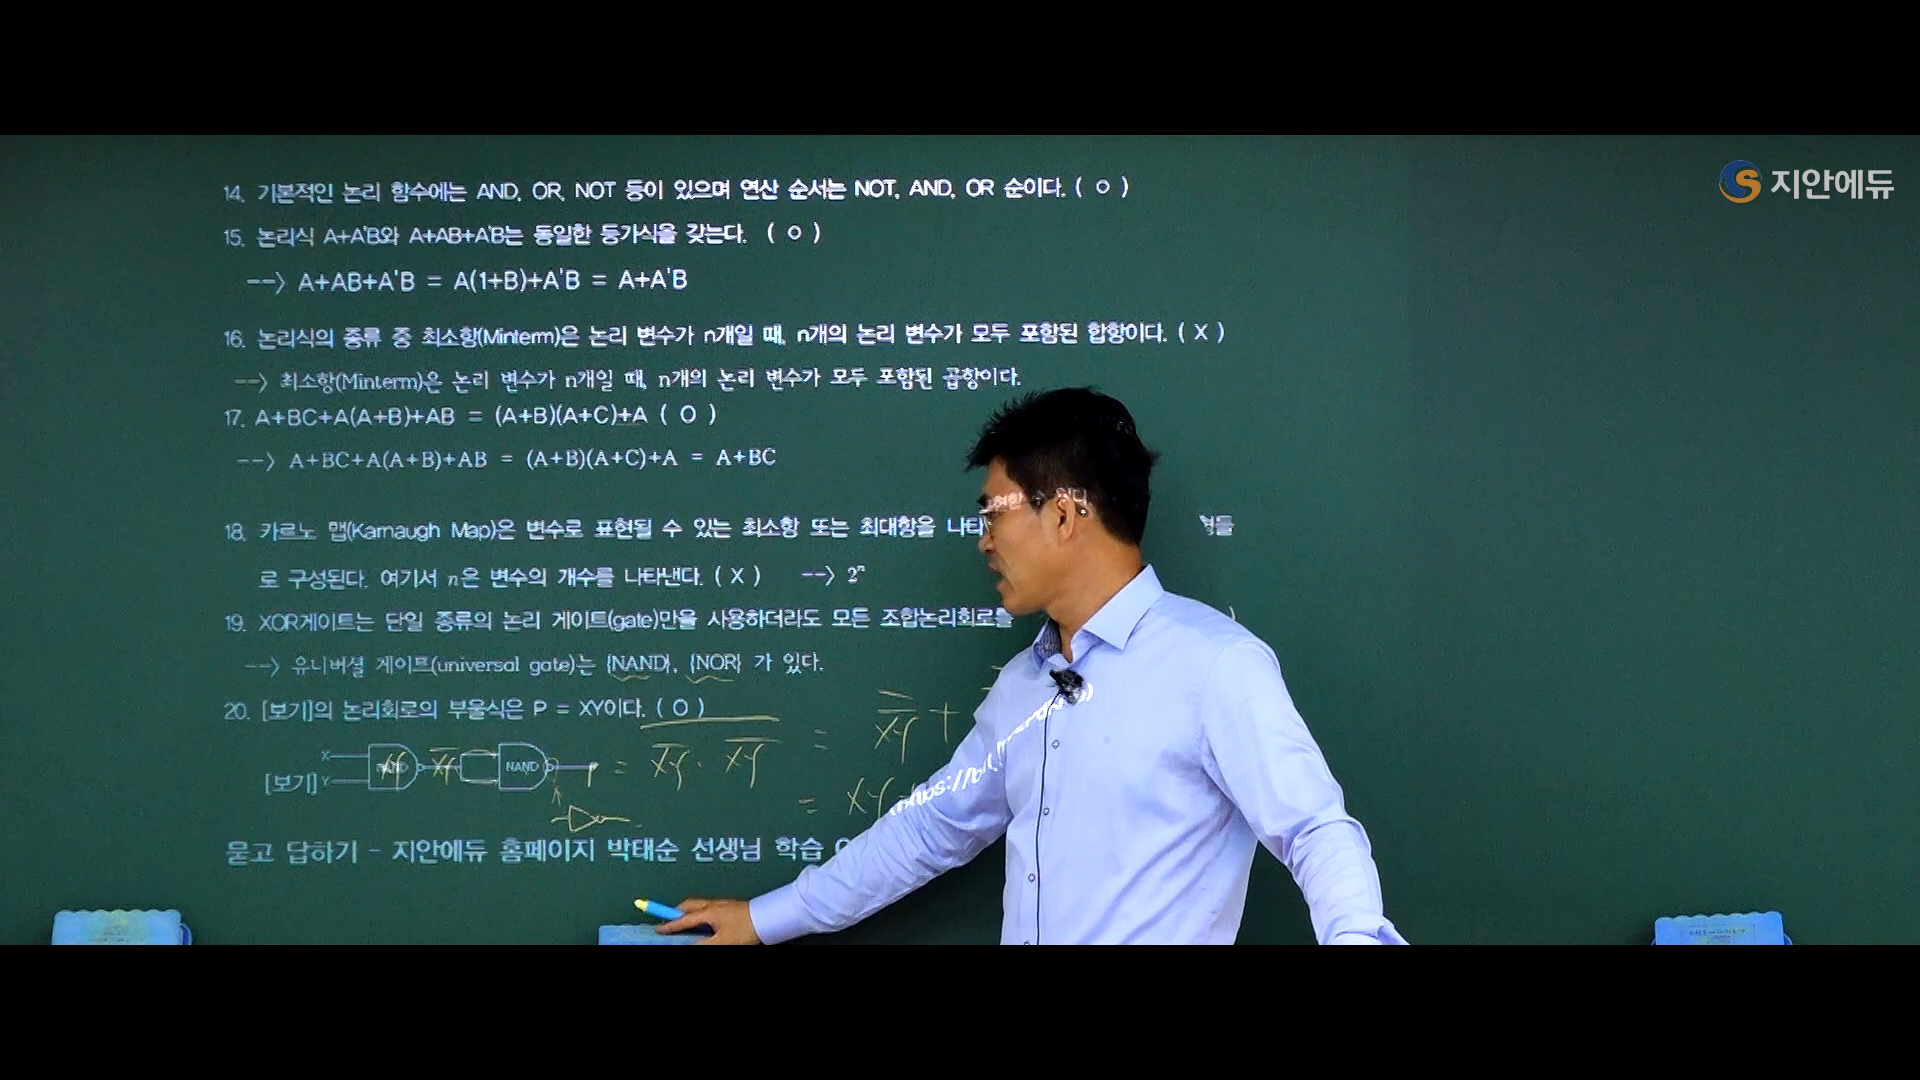 지안에듀
14. 기본적인 논리 함수에는 AND, OR, NOT 등이 있으며 연산 순서는 NOT, AND, OR 순이다. ( O )
15. 논리식 A+A'B와 A+AB+A'B는 동일한 등가식을 갖는다. ( O )
--> A+AB+A'B = A(1+B)+A'B = A+A'B
16. 논리식의 종류 중 최소항(Minterm)은 논리 변수가 n개일 때, n개의 논리 변수가 모두 포함된 합항이다. ( X )
--> 최소항(Minterm)은 논리 변수가 n개일 때, n개의 논리 변수가 모두 포함된 곱항이다.
17. A+BC+A(A+B)+AB = (A+B)(A+C)+A ( O )
--> A+BC+A(A+B)+AB = (A+B)(A+C)+A = A+BC
18. 카르노 맵(Karnaugh Map)은 변수로 표현될 수 있는 최소항 또는 최대항을 나타
로 구성된다. 여기서 n은 변수의 개수를 나타낸다. ( X ) --> 2ⁿ
19. XOR게이트는 단일 종류의 논리 게이트(gate)만을 사용하더라도 모든 조합논리회로를 )
--> 유니버셜 게이트(universal gate)는 {NAND}, {NOR} 가 있다.
20. [보기]의 논리회로의 부울식은 P = XY이다. ( O )
[보기] X Y NAND X̅Y̅ NAND P = X̅Y̅ · X̅Y̅ = X̅Y̅ +
= XY
묻고 답하기 - 지안에듀 홈페이지 박태순 선생님 학습